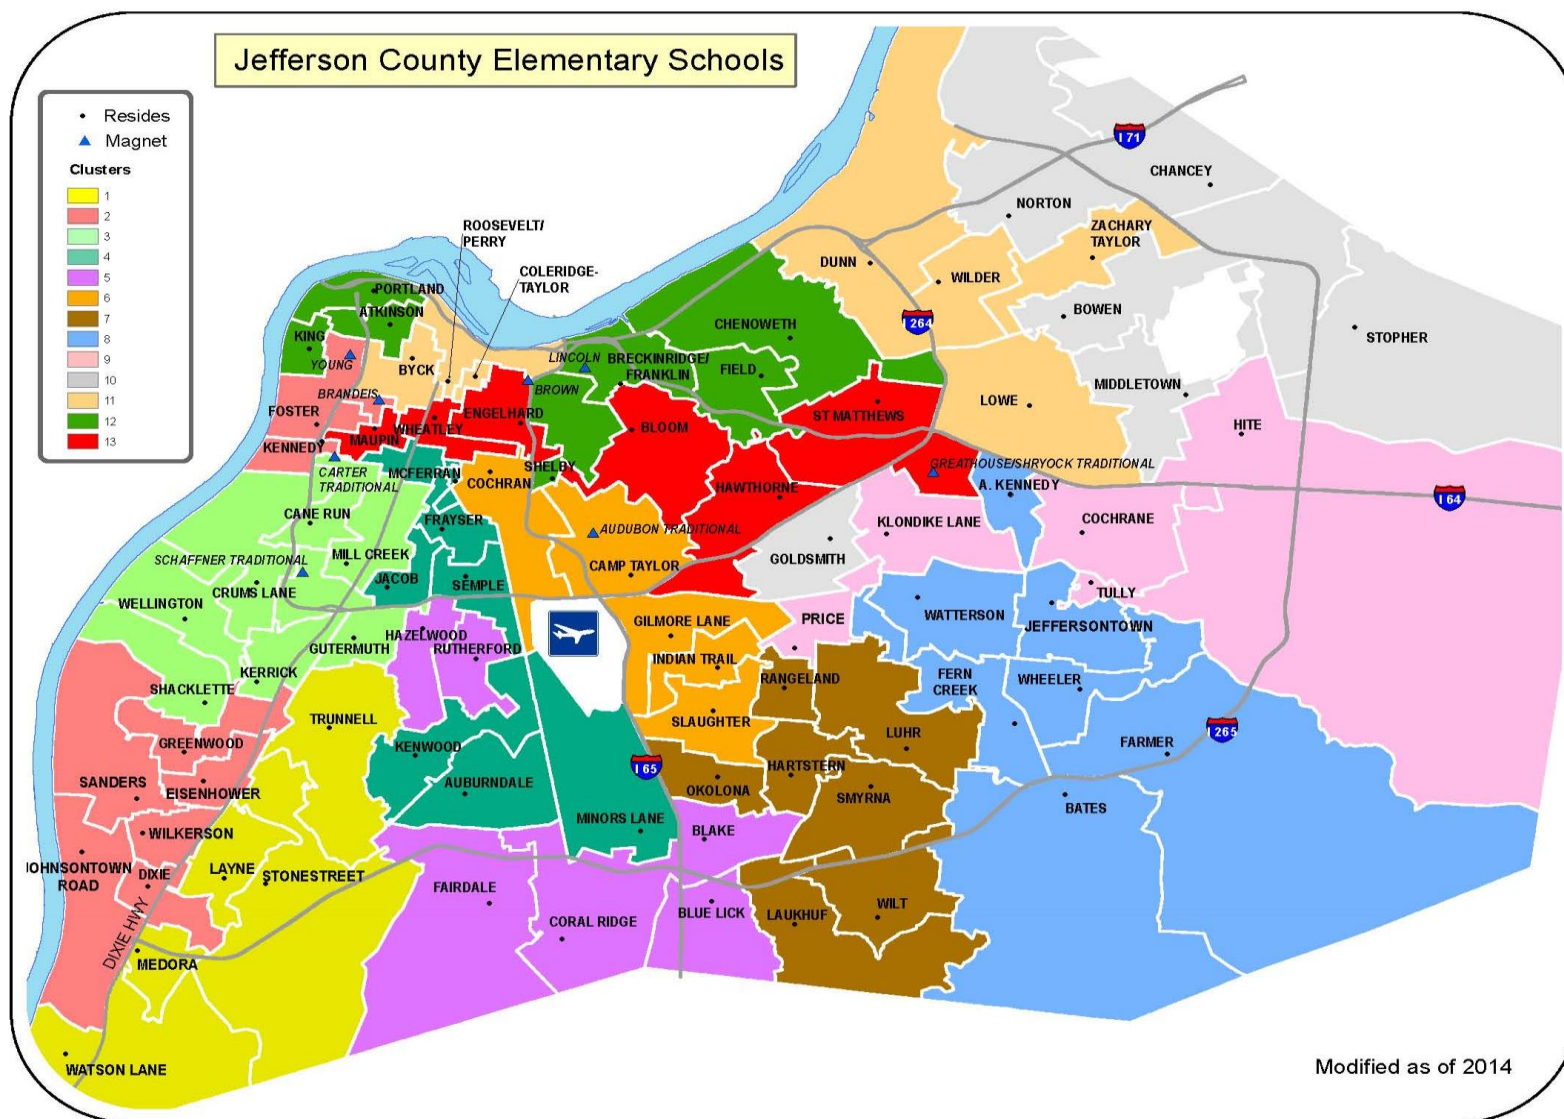 Jefferson County Elementary Schools
Resides
Magnet
Clusters
1
2
3
4
5
6
7
8
9
10
11
12
13
I 71
CHANCEY
NORTON
ROOSEVELT/
PERRY
ZACHARY
TAYLOR
COLERIDGE-
TAYLOR
DUNN
WILDER
PORTLAND
ATKINSON
BOWEN
I 264
CHENOWETH
STOPHER
KING
YOUNG
BYCK
LINCOLN
BRECKINRIDGE/
FRANKLIN
FIELD
MIDDLETOWN
BRANDEIS
BROWN
LOWE
FOSTER
ENGELHARD
ST MATTHEWS
WHEATLEY
BLOOM
HITE
KENNEDY
MAUPIN
CARTER
TRADITIONAL
MCFERRAN
SHELBY
COCHRAN
GREATHOUSE/SHRYOCK TRADITIONAL
HAWTHORNE
A. KENNEDY
I 64
CANE RUN
FRAYSER
AUDUBON TRADITIONAL
KLONDIKE LANE
COCHRANE
SCHAFFNER TRADITIONAL
MILL CREEK
GOLDSMITH
CAMP TAYLOR
JACOB
SEMPLE
CRUMS LANE
TULLY
WELLINGTON
WATTERSON
PRICE
GILMORE LANE
JEFFERSONTOWN
HAZELWOOD
GUTERMUTH
RUTHERFORD
INDIAN TRAIL
KERRICK
RANGELAND
FERN
CREEK
WHEELER
SHACKLETTE
TRUNNELL
SLAUGHTER
LUHR
I 265
GREENWOOD
KENWOOD
FARMER
I 65
HARTSTERN
SANDERS
EISENHOWER
AUBURNDALE
OKOLONA
SMYRNA
BATES
MINORS LANE
WILKERSON
BLAKE
JOHNSONTOWN
ROAD
DIXIE
LAYNE
STONESTREET
FAIRDALE
WILT
BLUE LICK
LAUKHUF
CORAL RIDGE
DIXIE HWY
MEDORA
WATSON LANE
Modified as of 2014